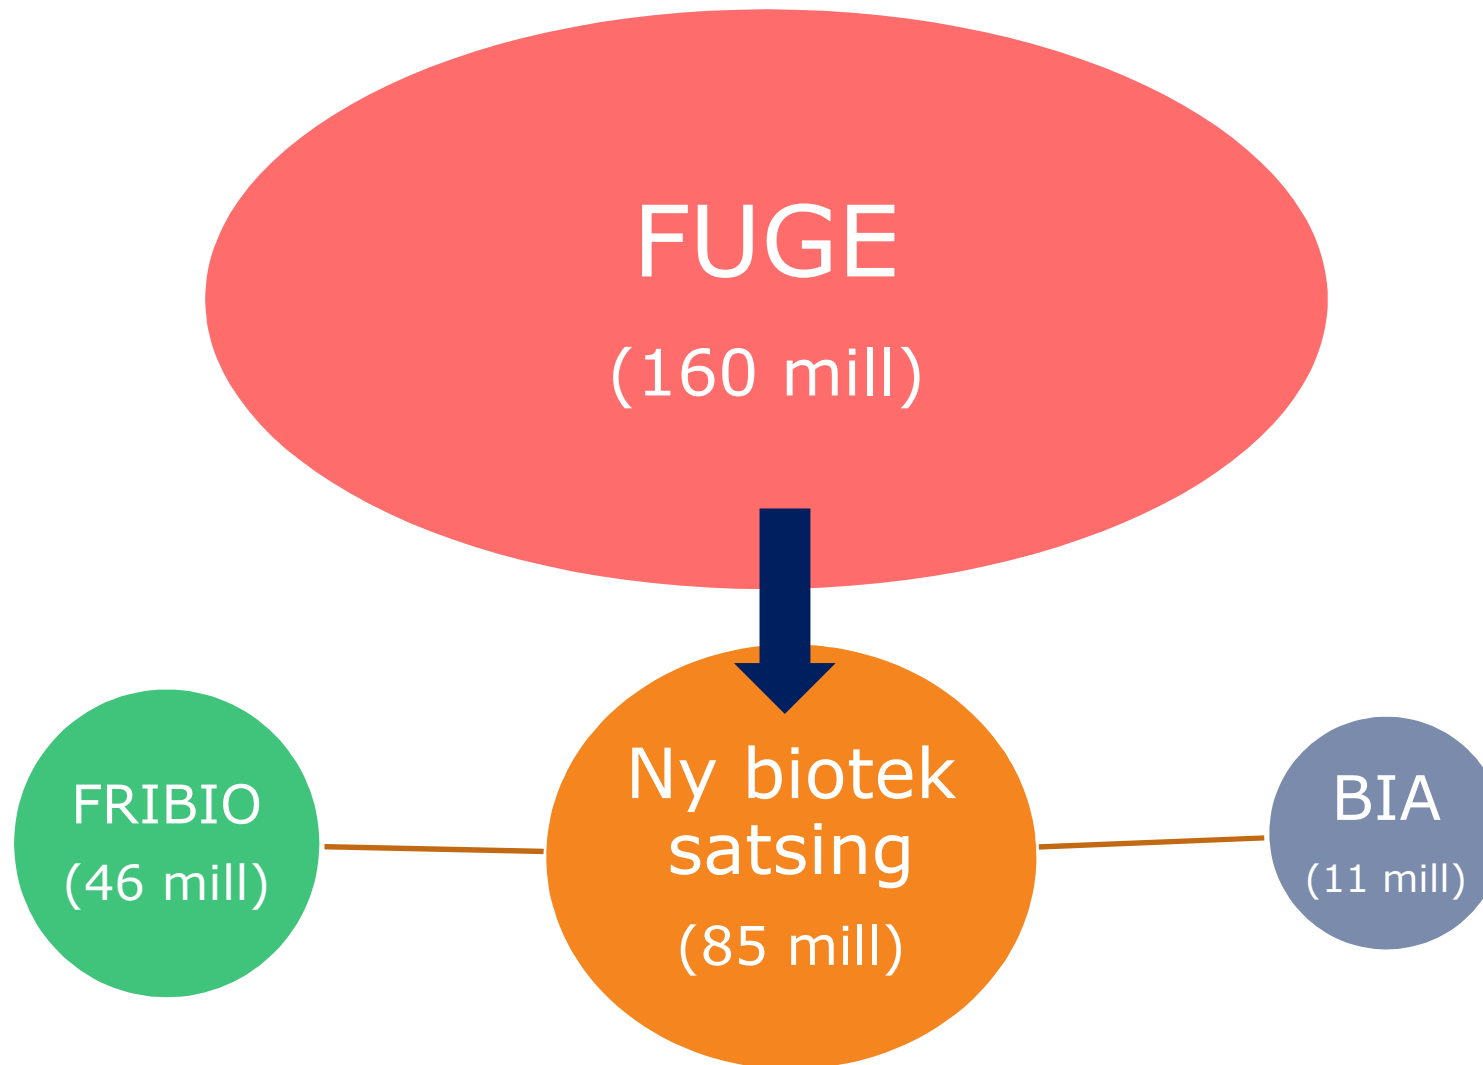 FUGE
(160 mill)
Ny biotek
satsing
(85 mill)
FRIBIO
(46 mill)
BIA
(11 mill)